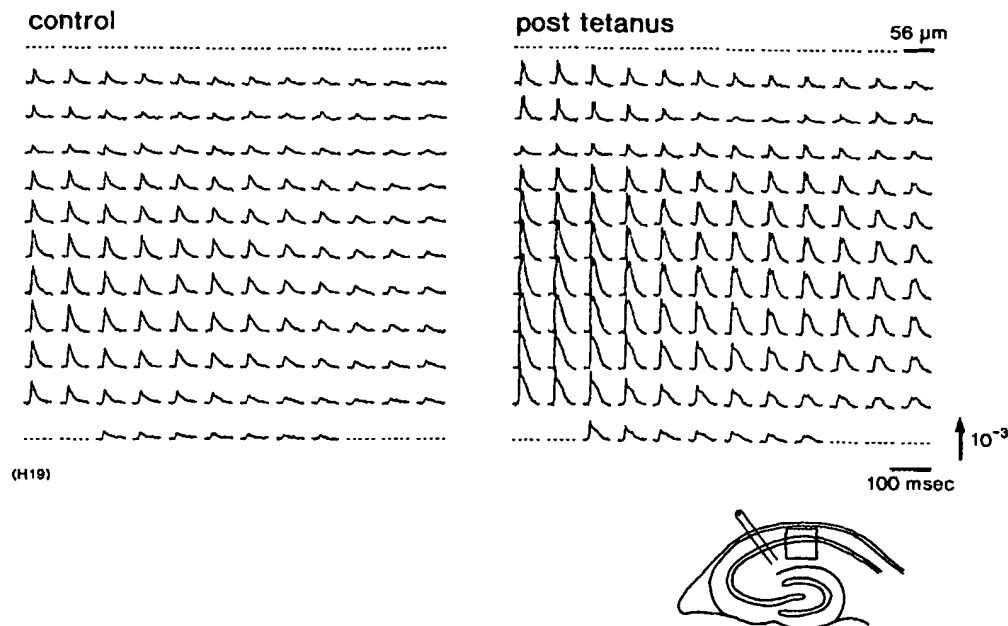 control
post tetanus
56 µm
10⁻³
(H19)
100 msec